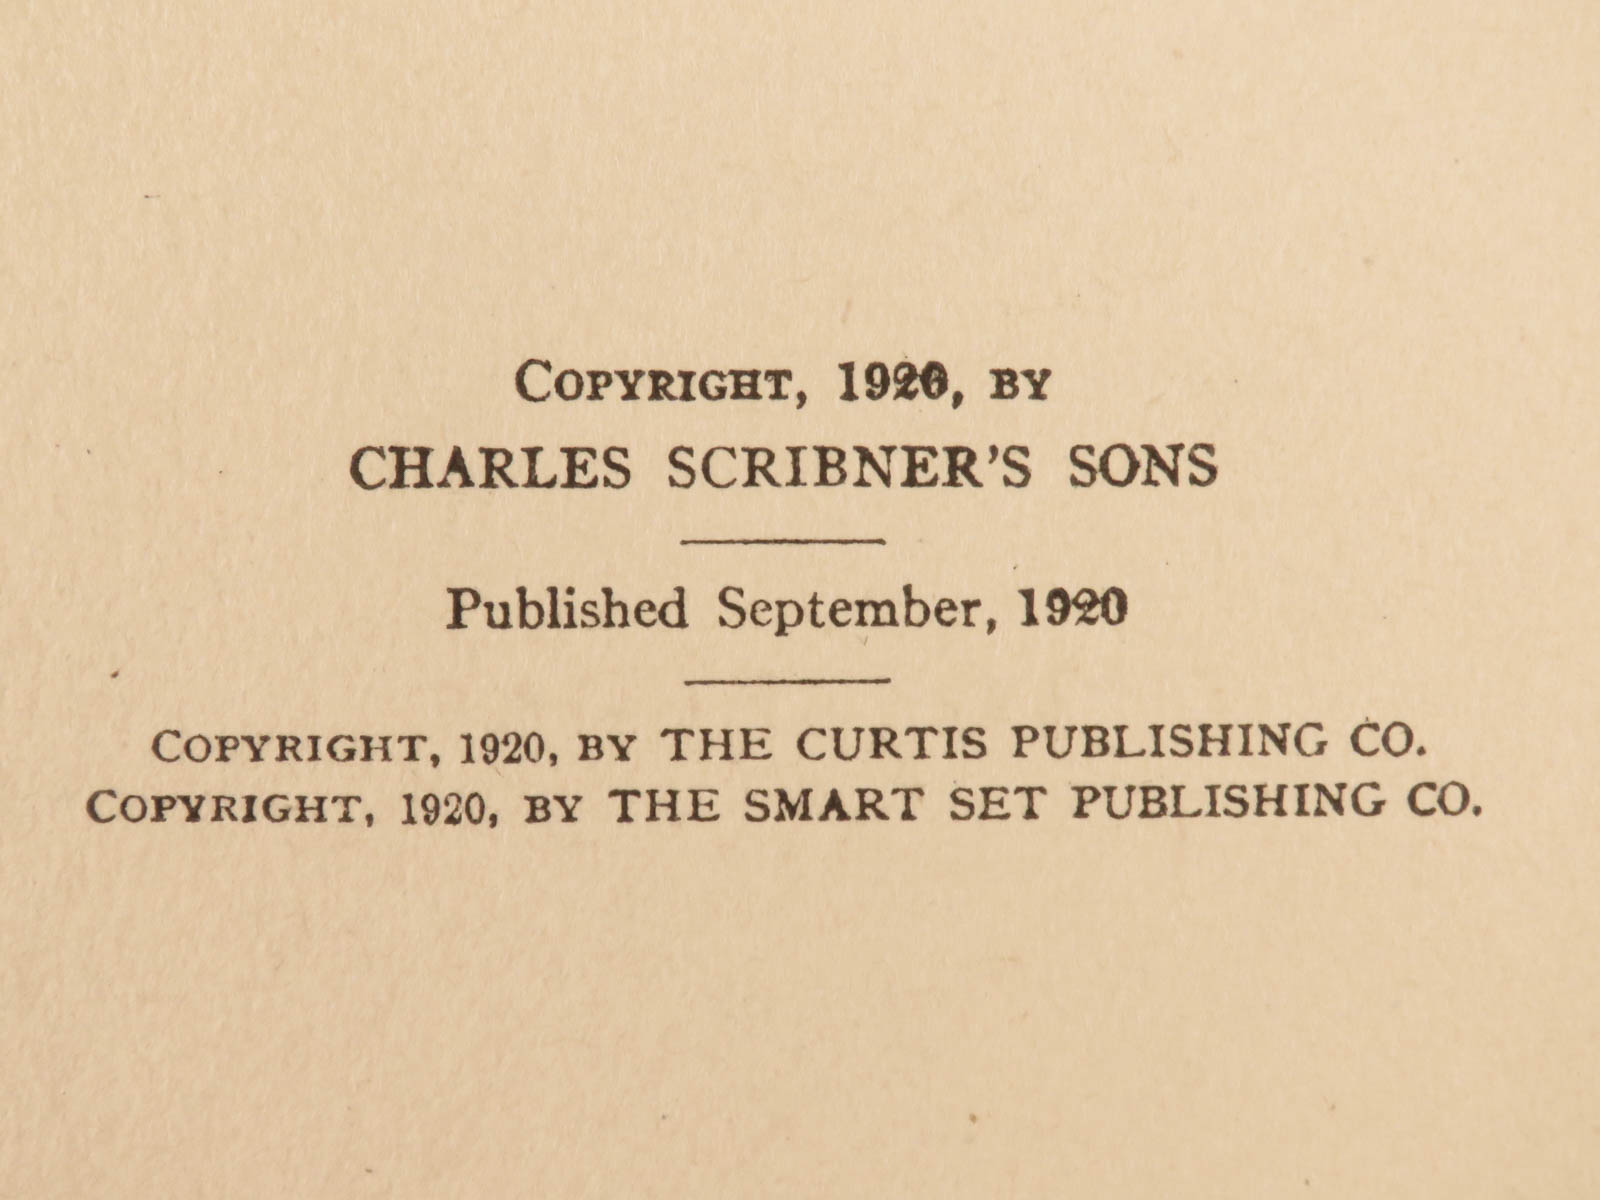 COPYRIGHT, 1920, BY
CHARLES SCRIBNER'S SONS
Published September, 1920
COPYRIGHT, 1920, BY THE CURTIS PUBLISHING CO.
COPYRIGHT, 1920, BY THE SMART SET PUBLISHING CO.